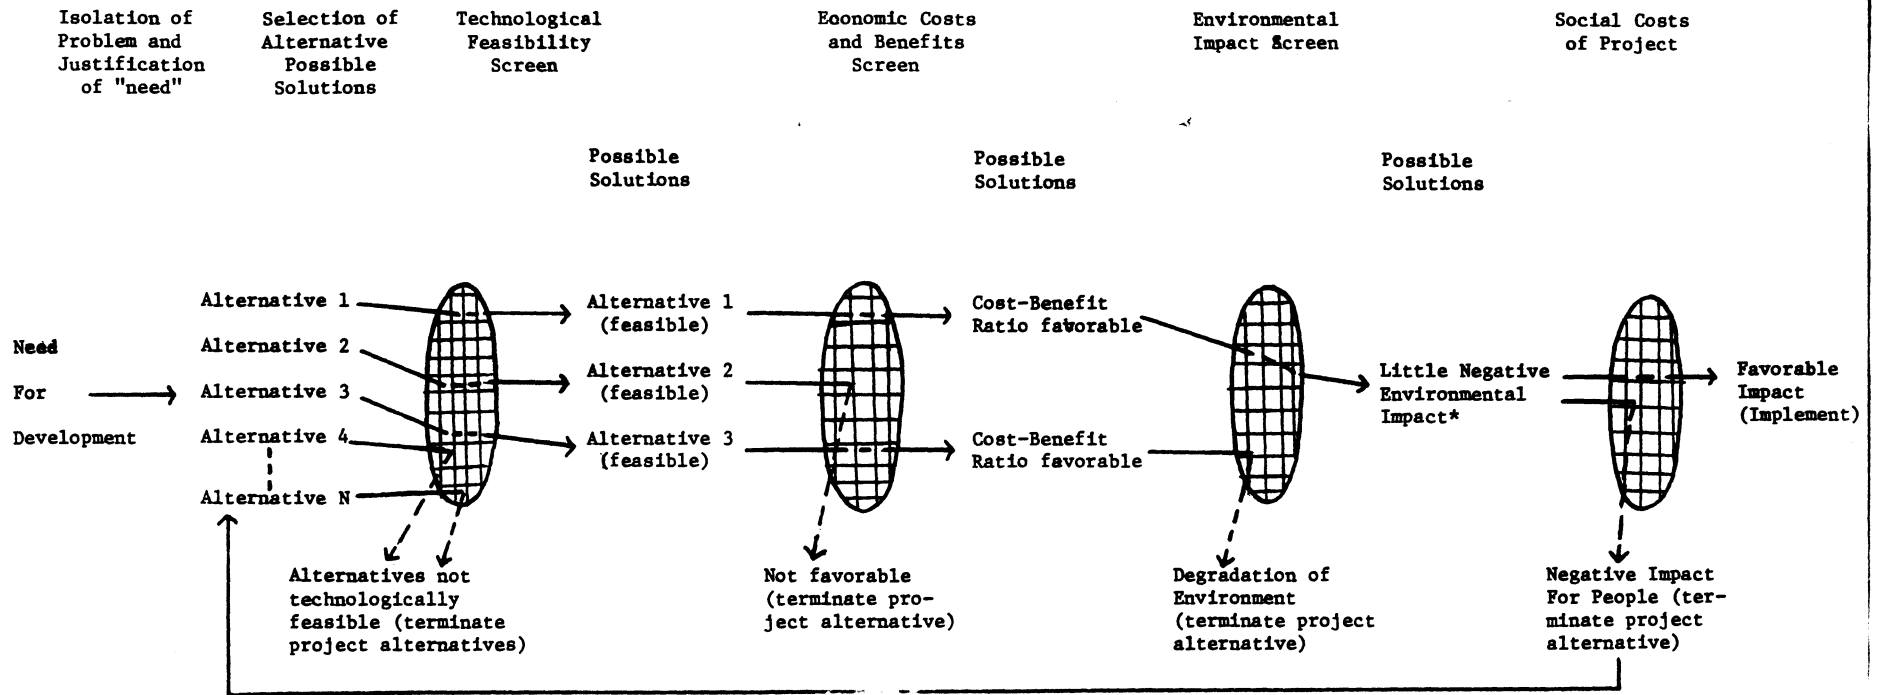 Isolation of
Problem and
Justification
of "need"
Selection of
Alternative
Possible
Solutions
Technological
Feasibility
Screen
Economic Costs
and Benefits
Screen
Environmental
Impact Screen
Social Costs
of Project
Possible
Solutions
Possible
Solutions
Possible
Solutions
Need
For
Development
Alternative 1
Alternative 2
Alternative 3
Alternative 4
Alternative N
Alternative 1
(feasible)
Alternative 2
(feasible)
Alternative 3
(feasible)
Cost-Benefit
Ratio favorable
Cost-Benefit
Ratio favorable
Little Negative
Environmental
Impact*
Favorable
Impact
(Implement)
Alternatives not
technologically
feasible (terminate
project alternatives)
Not favorable
(terminate pro-
ject alternative)
Degradation of
Environment
(terminate project
alternative)
Negative Impact
For People (ter-
minate project
alternative)